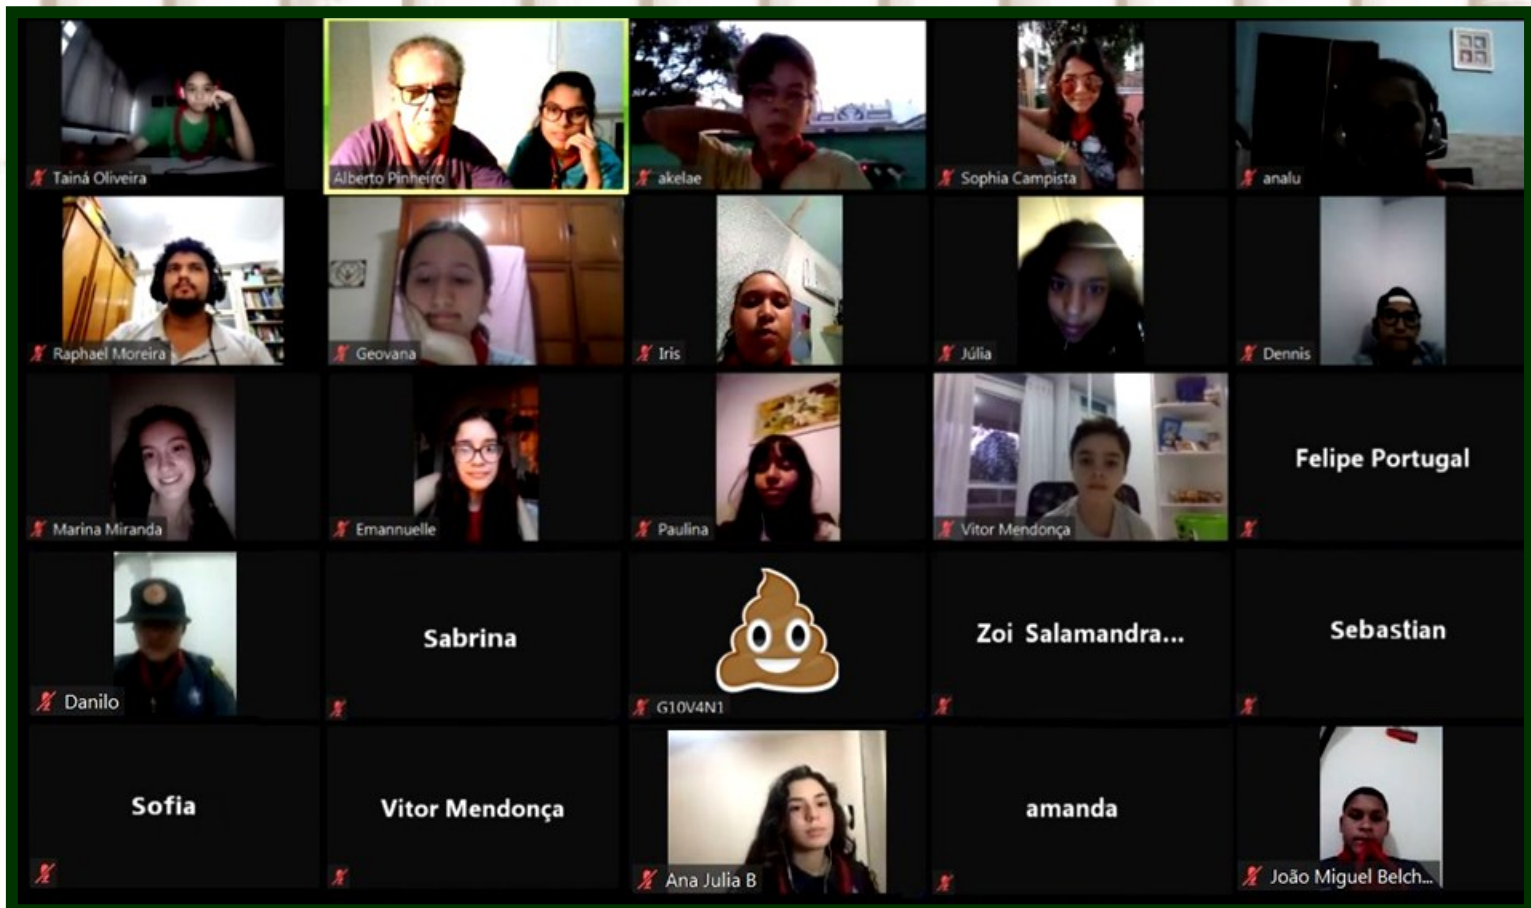 Tainá Oliveira
Alberto Pinheiro
akelae
Sophia Campista
analu
Raphael Moreira
Geovana
Iris
Júlia
Dennis
Marina Miranda
Emannuelle
Paulina
Vitor Mendonça
Felipe Portugal
Danilo
Sabrina
G10V4N1
Zoi Salamandra...
Sebastian
Sofia
Vitor Mendonça
Ana Julia B
amanda
João Miguel Belch...